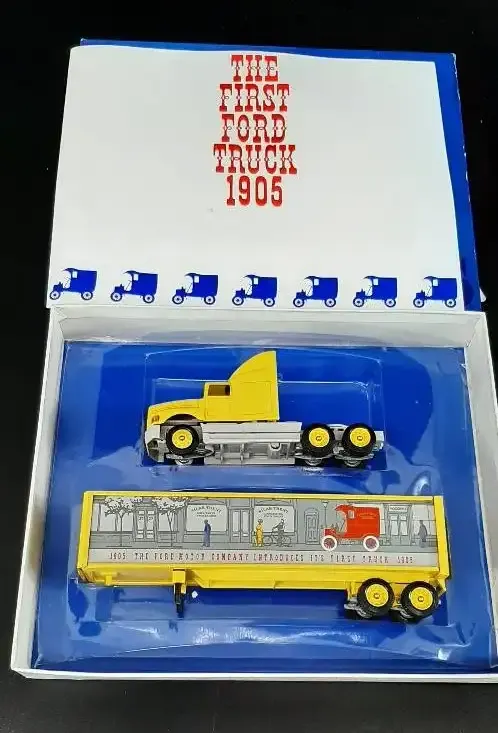 THE
FIRST
FORD
TRUCK
1905
1905 THE FORD MOTOR COMPANY INTRODUCES ITS FIRST TRUCK 1905